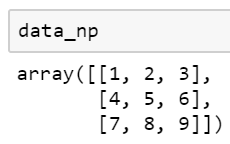 data_np
array([[1, 2, 3],
       [4, 5, 6],
       [7, 8, 9]])